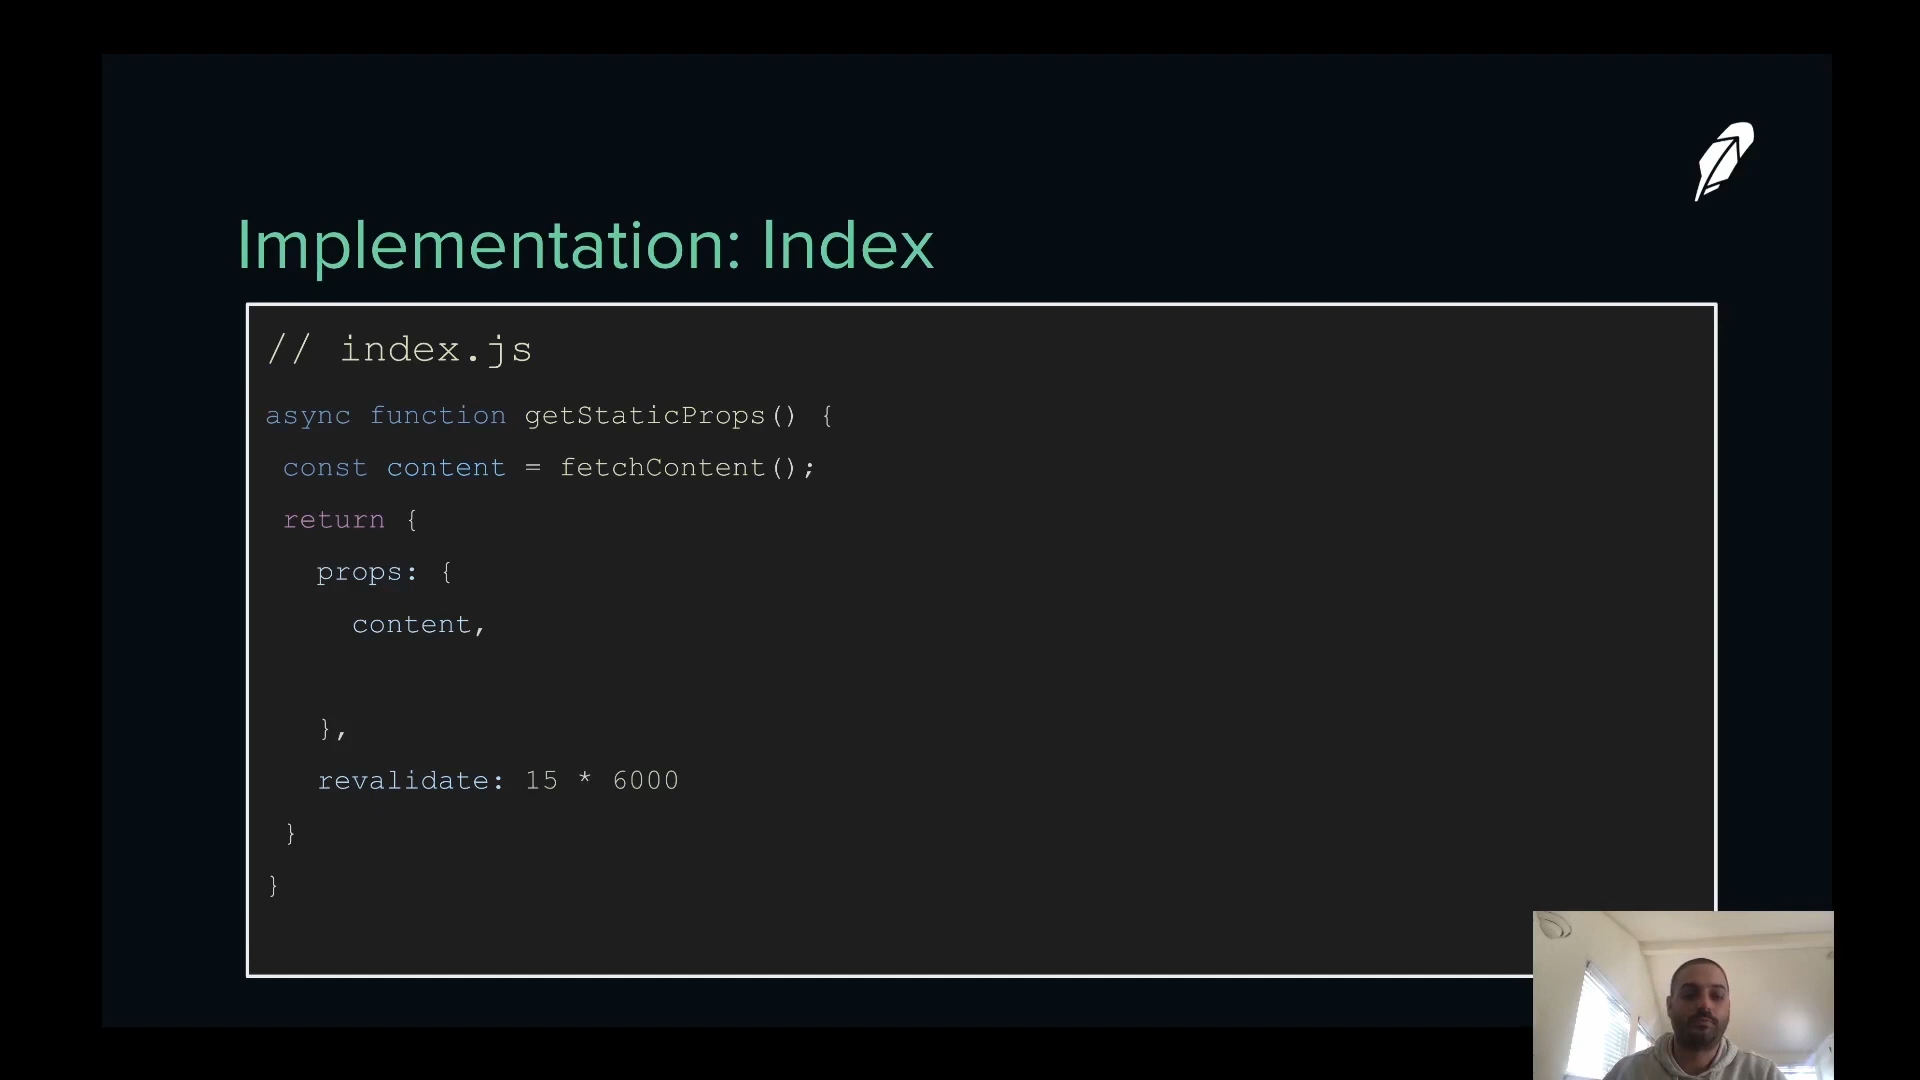 Implementation: Index
// index.js
async function getStaticProps() {
const content = fetchContent();
return {
props: {
content,
},
revalidate: 15 * 6000
}
}